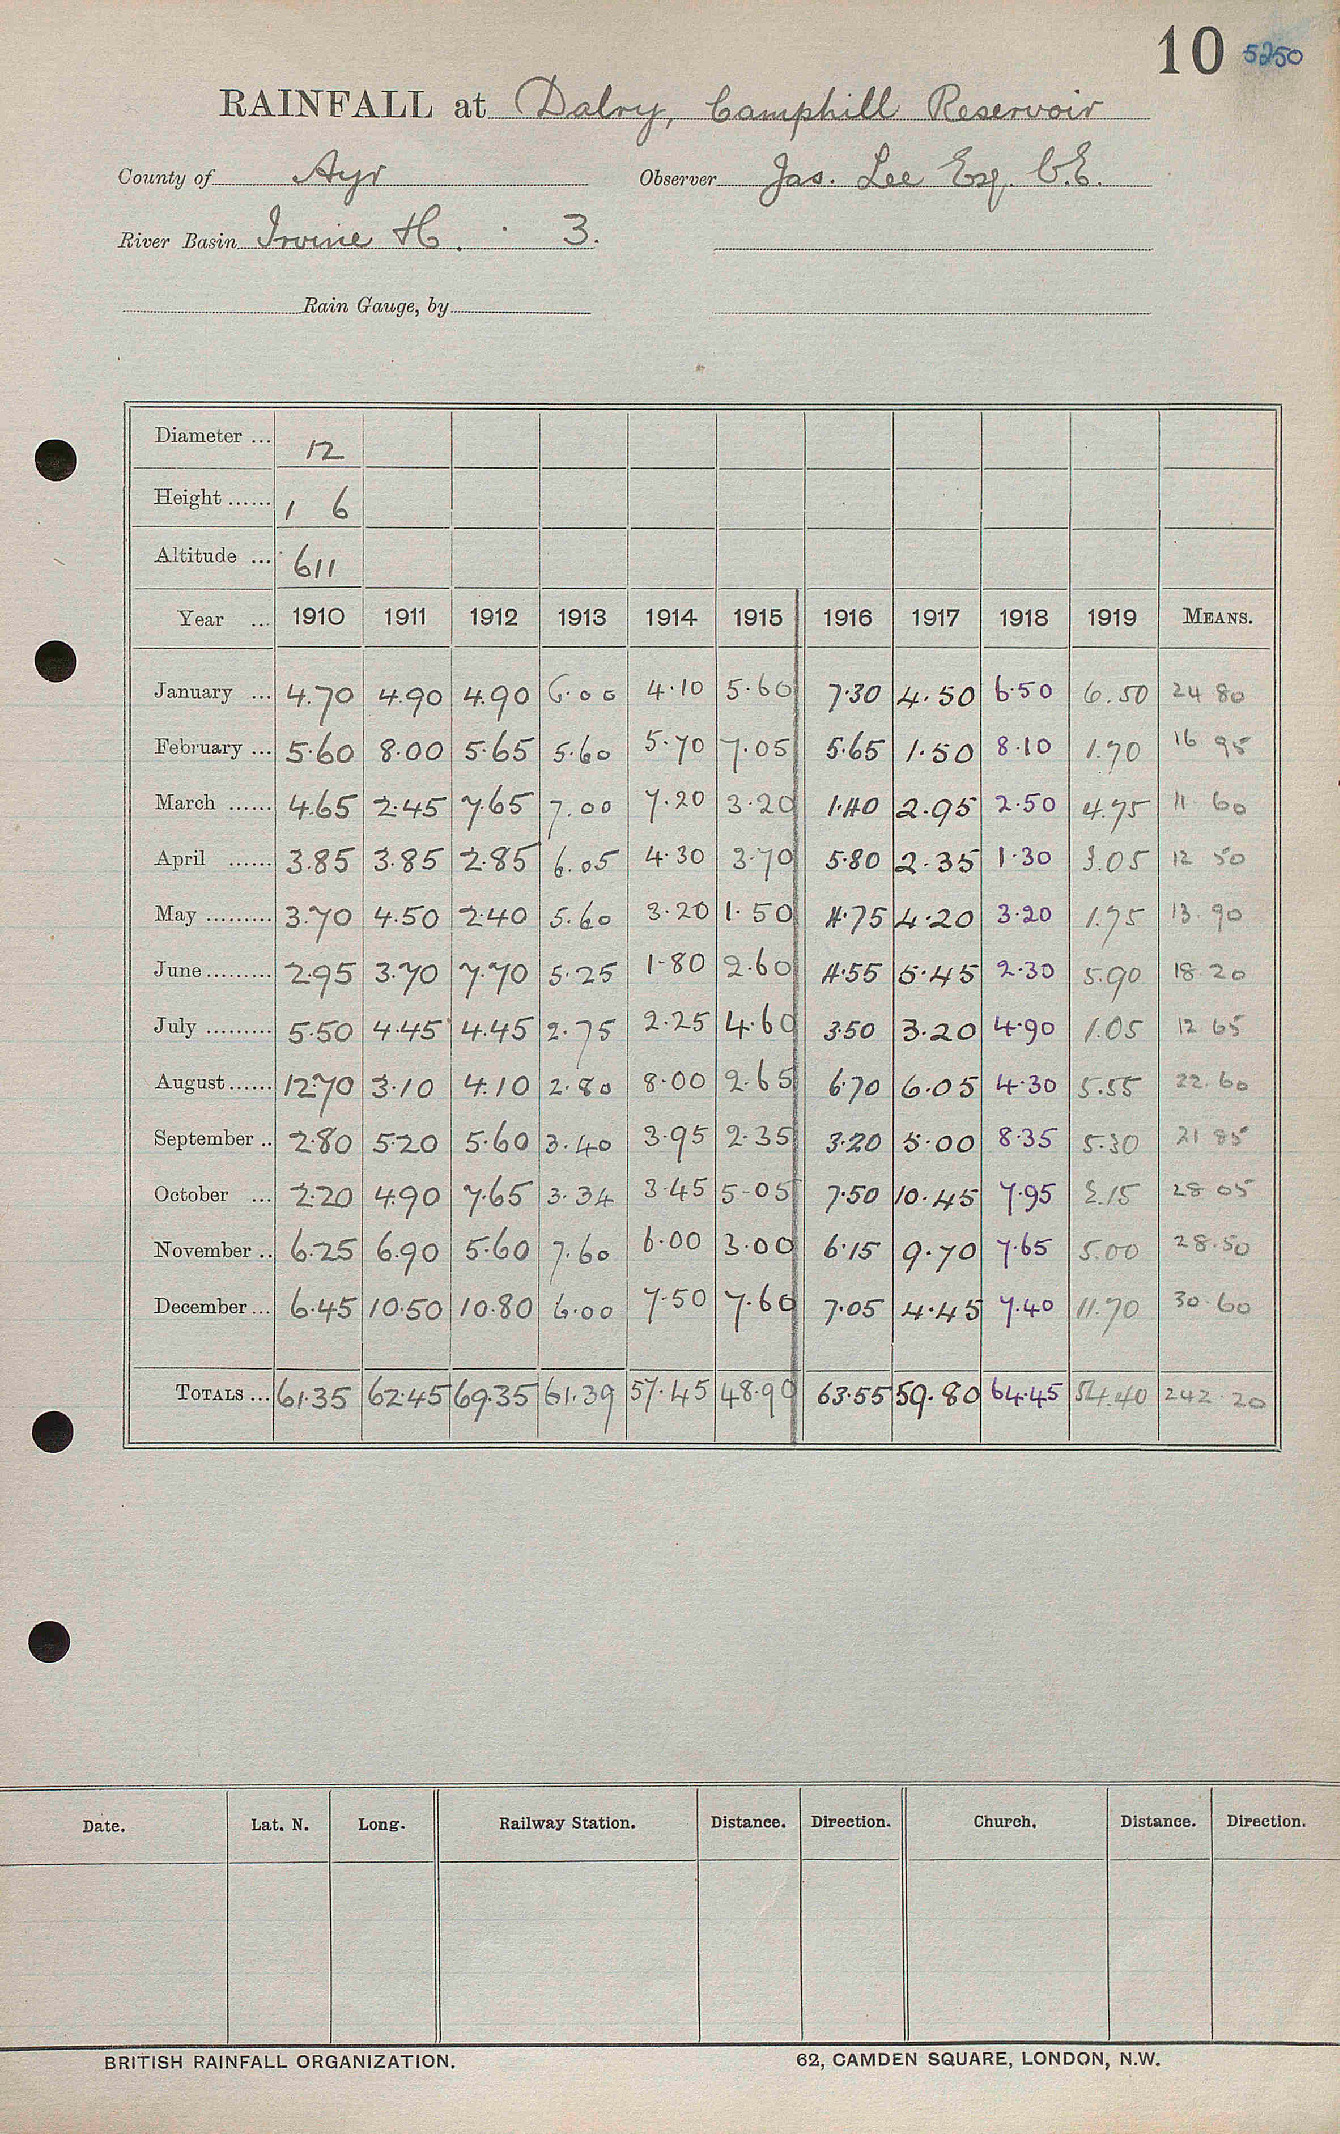 10 5250
RAINFALL at Dalry, Camphill Reservoir
County of Ayr Observer Jas. Lee Esq. C.E.
River Basin Irvine H. 3.
Rain Gauge, by
Diameter ... 12
Height ...... 1 6
Altitude ... 611
Year ... 1910 1911 1912 1913 1914 1915 1916 1917 1918 1919 MEANS.
January ... 4.70 4.90 4.90 6.00 4.10 5.60 7.30 4.50 6.50 6.50 24 80
February ... 5.60 8.00 5.65 5.60 5.70 7.05 5.65 1.50 8.10 1.70 16 95
March ...... 4.65 2.45 7.65 7.00 7.20 3.20 1.40 2.95 2.50 4.75 11 60
April ...... 3.85 3.85 2.85 6.05 4.30 3.70 5.80 2.35 1.30 3.05 12 50
May ......... 3.70 4.50 2.40 5.60 3.20 1.50 4.75 4.20 3.20 1.75 13.90
June ......... 2.95 3.70 7.70 5.25 1.80 2.60 4.55 5.45 2.30 5.90 18 20
July ......... 5.50 4.45 4.45 2.75 2.25 4.60 3.50 3.20 4.90 1.05 12 65
August ...... 12.70 3.10 4.10 2.80 8.00 2.65 6.70 6.05 4.30 5.55 22.60
September .. 2.80 5.20 5.60 3.40 3.95 2.35 3.20 5.00 8.35 5.30 21 85
October ... 2.20 4.90 7.65 3.34 3.45 5.05 7.50 10.45 7.95 2.15 28 05
November .. 6.25 6.90 5.60 7.60 6.00 3.00 6.15 9.70 7.65 5.00 28.50
December ... 6.45 10.50 10.80 6.00 7.50 7.60 7.05 4.45 7.40 11.70 30 60
TOTALS ... 61.35 62.45 69.35 61.39 57.45 48.90 63.55 59.80 64.45 54.40 242 20
Date. Lat. N. Long. Railway Station. Distance. Direction. Church. Distance. Direction.
BRITISH RAINFALL ORGANIZATION. 62, CAMDEN SQUARE, LONDON, N.W.